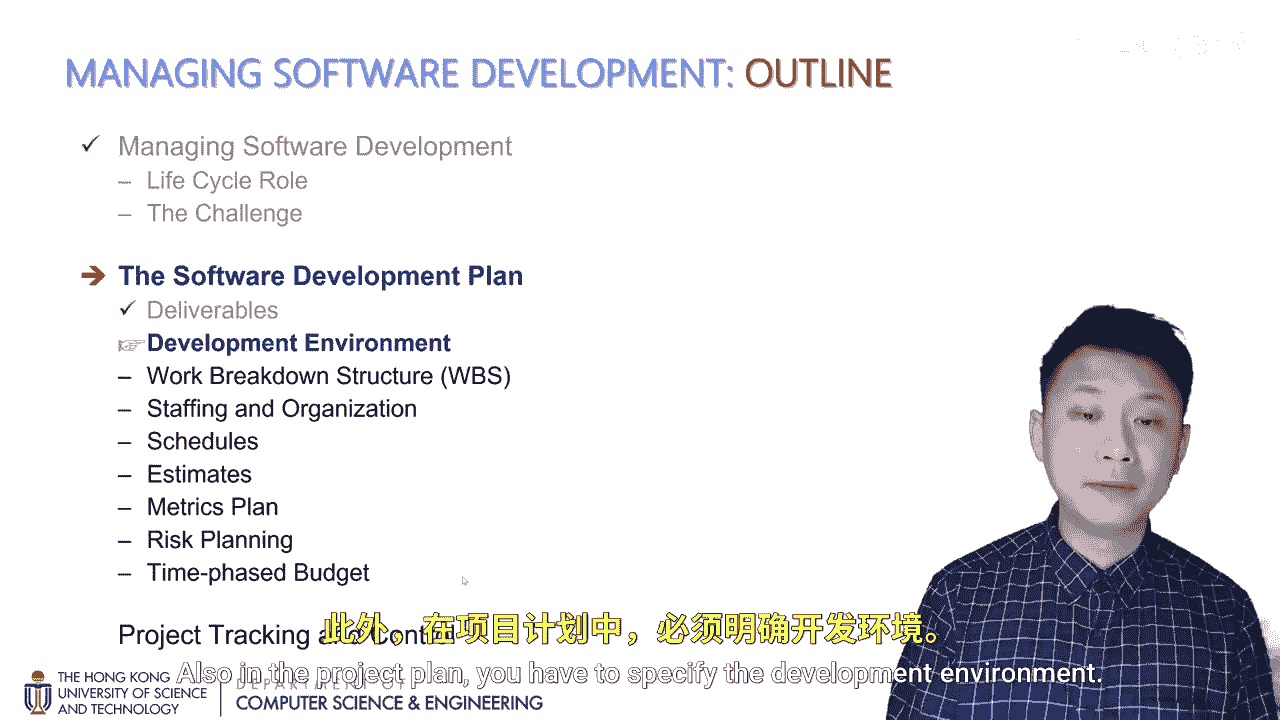 MANAGING SOFTWARE DEVELOPMENT: OUTLINE
✓ Managing Software Development
– Life Cycle Role
– The Challenge
➔ The Software Development Plan
✓ Deliverables
☞ Development Environment
– Work Breakdown Structure (WBS)
– Staffing and Organization
– Schedules
– Estimates
– Metrics Plan
– Risk Planning
– Time-phased Budget
Project Tracking and Control
此外，在项目计划中，必须明确开发环境。
Also in the project plan, you have to specify the development environment.
THE HONG KONG
UNIVERSITY OF SCIENCE
AND TECHNOLOGY
DEPARTMENT OF
COMPUTER SCIENCE & ENGINEERING